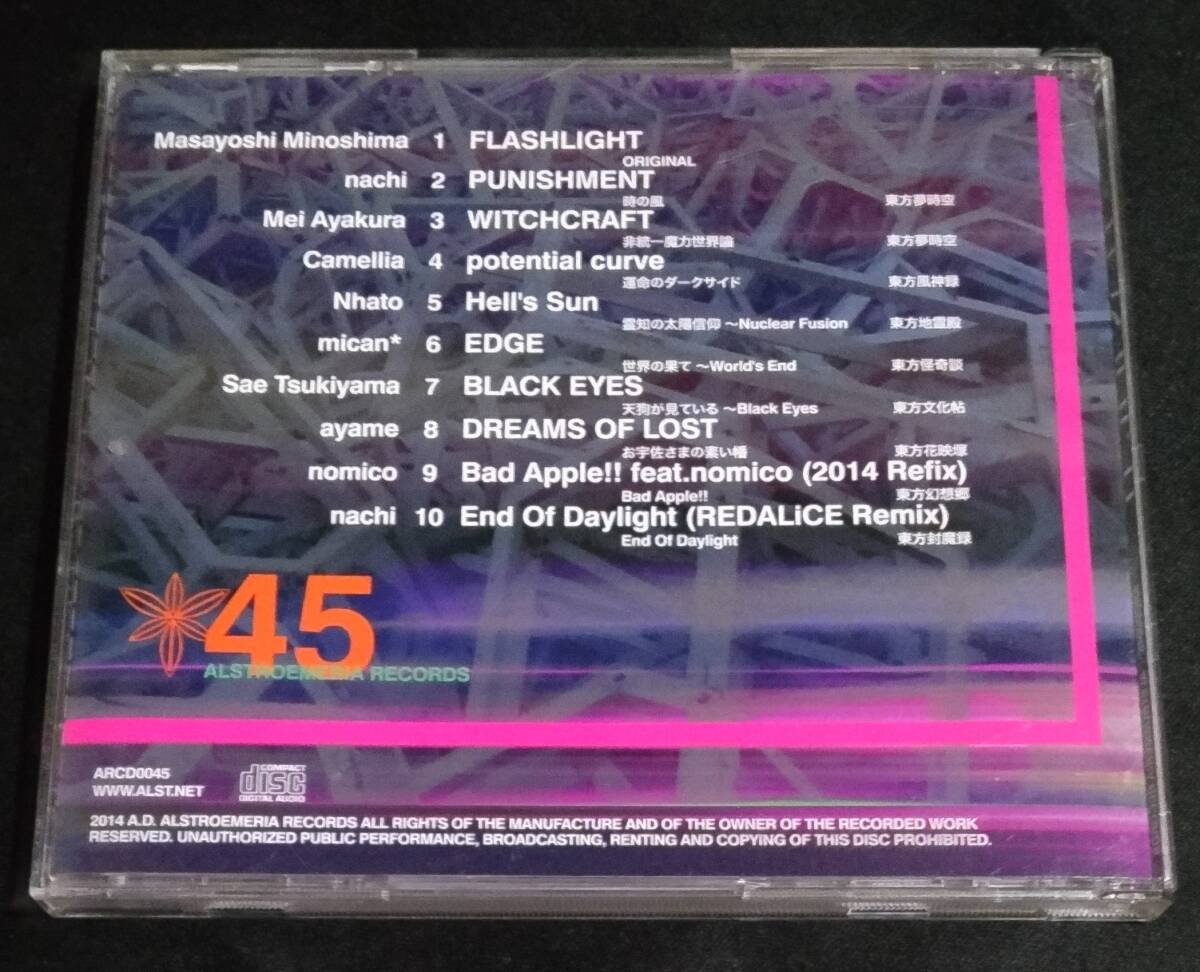 Masayoshi Minoshima 1 FLASHLIGHT
ORIGINAL
nachi 2 PUNISHMENT
時の風 東方夢時空
Mei Ayakura 3 WITCHCRAFT
非統一魔力世界論 東方夢時空
Camellia 4 potential curve
運命のダークサイド 東方風神録
Nhato 5 Hell's Sun
霊知の太陽信仰 ～Nuclear Fusion 東方地霊殿
mican* 6 EDGE
世界の果て ～World's End 東方怪奇談
Sae Tsukiyama 7 BLACK EYES
天狗が見ている ～Black Eyes 東方文化帖
ayame 8 DREAMS OF LOST
お宇佐さまの素い幡 東方花映塚
nomico 9 Bad Apple!! feat.nomico (2014 Refix)
Bad Apple!! 東方幻想郷
nachi 10 End Of Daylight (REDALiCE Remix)
End Of Daylight 東方封魔録
45
ALSTROEMERIA RECORDS
ARCD0045
WWW.ALST.NET
COMPACT
disc
DIGITAL AUDIO
2014 A.D. ALSTROEMERIA RECORDS ALL RIGHTS OF THE MANUFACTURE AND OF THE OWNER OF THE RECORDED WORK
RESERVED. UNAUTHORIZED PUBLIC PERFORMANCE, BROADCASTING, RENTING AND COPYING OF THIS DISC PROHIBITED.